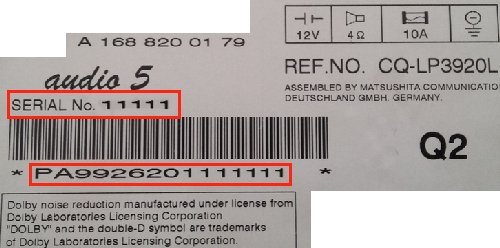 A 168 820 01 79
audio 5
SERIAL No. 11111
* PA99262011111111 *
Dolby noise reduction manufactured under license from
Dolby Laboratories Licensing Corporation
"DOLBY" and the double-D symbol are trademarks
of Dolby Laboratories Licensing Corporation
12V 4Ω 10A
REF.NO. CQ-LP3920L
ASSEMBLED BY MATSUSHITA COMMUNICATION
DEUTSCHLAND GMBH, GERMANY.
Q2